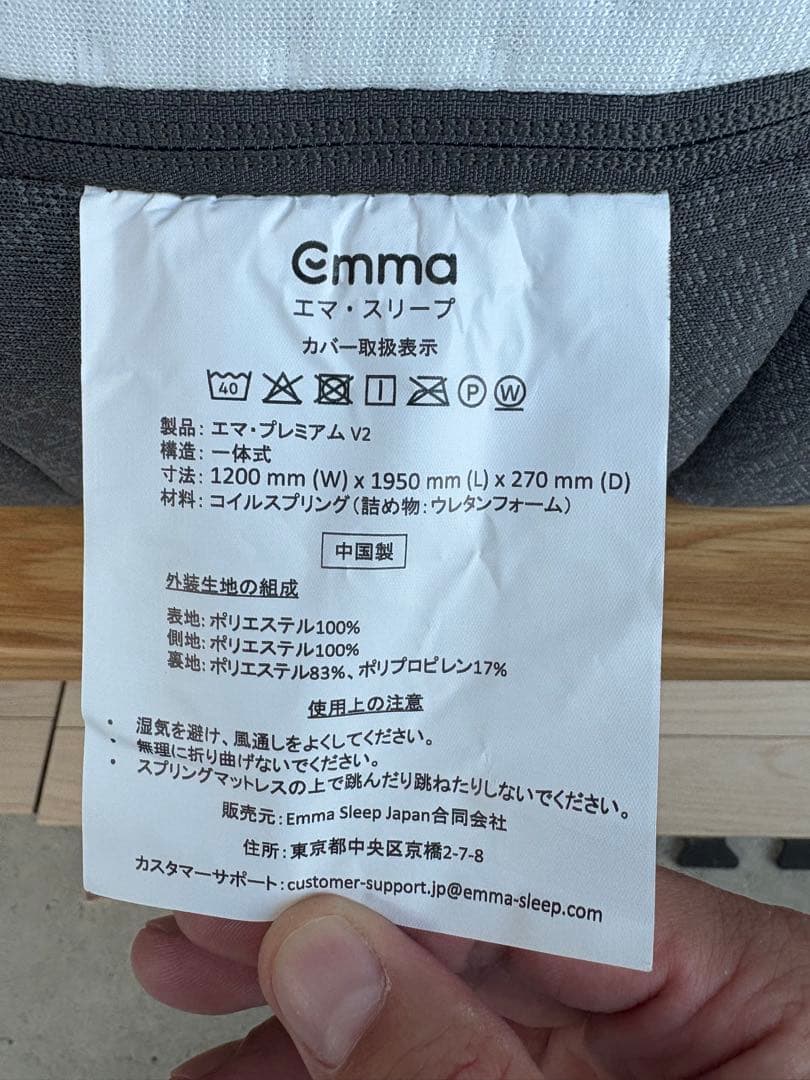 emma
エマ・スリープ
カバー取扱表示
40 P W
製品: エマ・プレミアム V2
構造: 一体式
寸法: 1200 mm (W) x 1950 mm (L) x 270 mm (D)
材料: コイルスプリング(詰め物: ウレタンフォーム)
中国製
外装生地の組成
表地: ポリエステル100%
側地: ポリエステル100%
裏地: ポリエステル83%、ポリプロピレン17%
使用上の注意
• 湿気を避け、風通しをよくしてください。
• 無理に折り曲げないでください。
• スプリングマットレスの上で跳んだり跳ねたりしないでください。
販売元: Emma Sleep Japan合同会社
住所: 東京都中央区京橋2-7-8
カスタマーサポート: customer-support.jp@emma-sleep.com